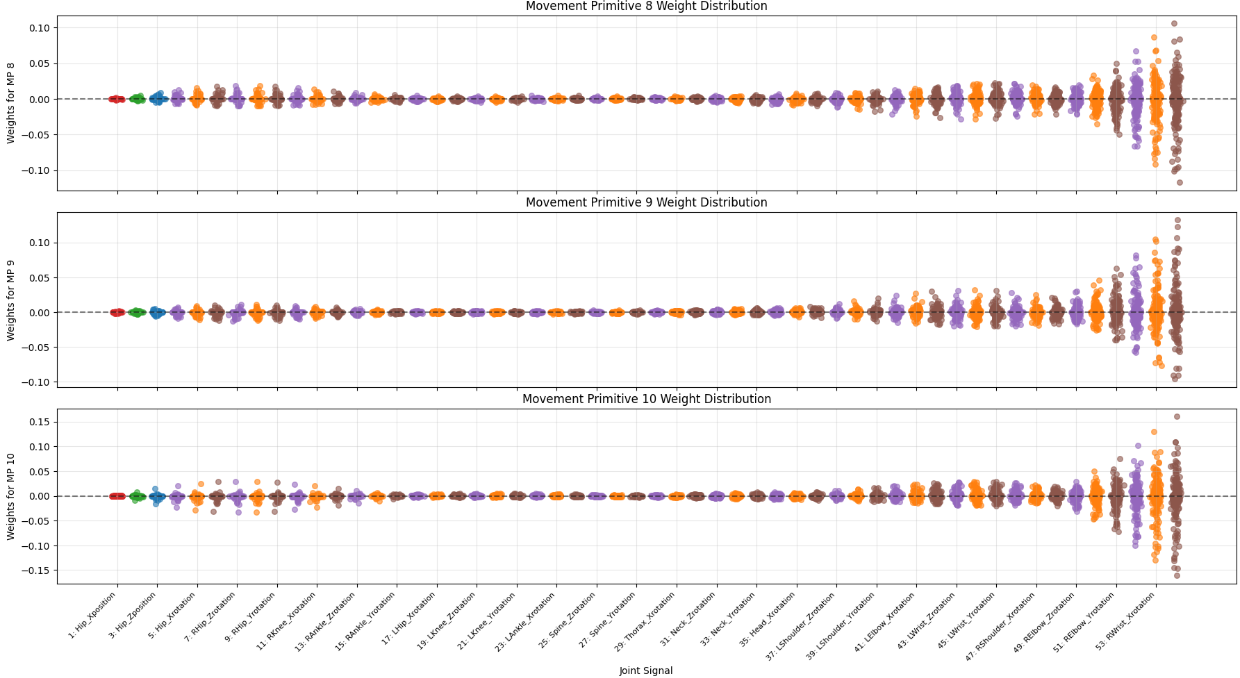 Movement Primitive 8 Weight Distribution
Weights for MP 8
0.10
0.05
0.00
−0.05
−0.10
Movement Primitive 9 Weight Distribution
Weights for MP 9
0.10
0.05
0.00
−0.05
−0.10
Movement Primitive 10 Weight Distribution
Weights for MP 10
0.15
0.10
0.05
0.00
−0.05
−0.10
−0.15
1: Hip_Xposition
3: Hip_Zposition
5: Hip_Xrotation
7: RHip_Zrotation
9: RHip_Yrotation
11: RKnee_Xrotation
13: RAnkle_Zrotation
15: RAnkle_Yrotation
17: LHip_Xrotation
19: LKnee_Zrotation
21: LKnee_Yrotation
23: LAnkle_Xrotation
25: Spine_Zrotation
27: Spine_Yrotation
29: Thorax_Xrotation
31: Neck_Zrotation
33: Neck_Yrotation
35: Head_Xrotation
37: LShoulder_Zrotation
39: LShoulder_Yrotation
41: LElbow_Xrotation
43: LWrist_Zrotation
45: LWrist_Yrotation
47: RShoulder_Xrotation
49: RElbow_Zrotation
51: RElbow_Yrotation
53: RWrist_Xrotation
Joint Signal